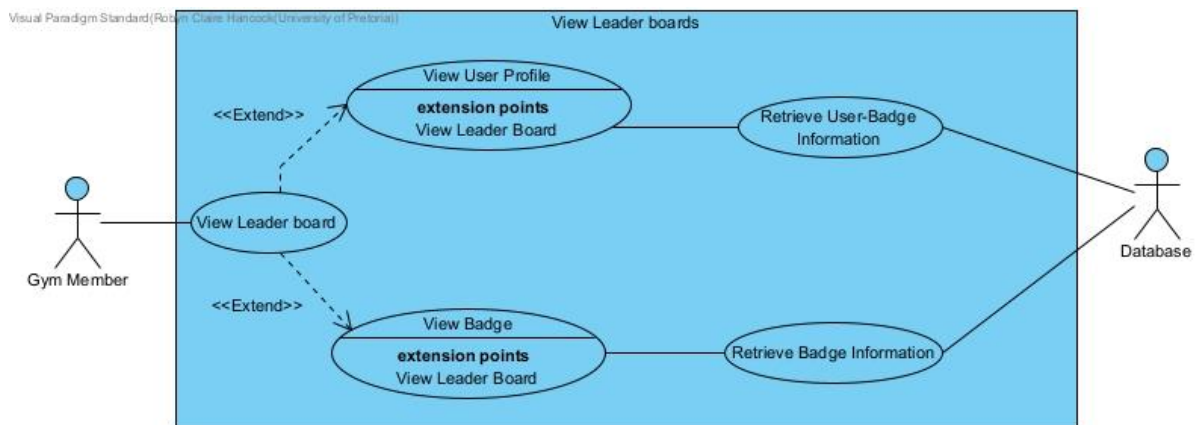 Visual Paradigm Standard(Robyn Claire Hancock(University of Pretoria))
View Leader boards
View User Profile
<<Extend>>
extension points
View Leader Board
Retrieve User-Badge
Information
View Leader board
Gym Member
Database
<<Extend>>
View Badge
extension points
View Leader Board
Retrieve Badge Information